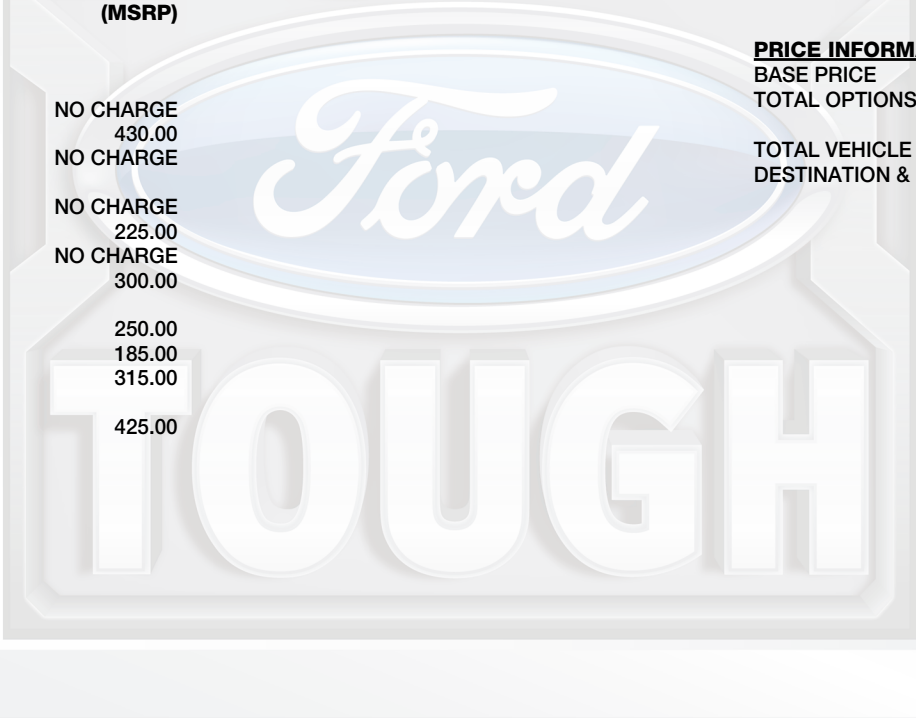 (MSRP)
NO CHARGE
430.00
NO CHARGE
NO CHARGE
225.00
NO CHARGE
300.00
250.00
185.00
315.00
425.00
PRICE INFORM
BASE PRICE
TOTAL OPTIONS
TOTAL VEHICLE
DESTINATION &
Ford
TOUGH